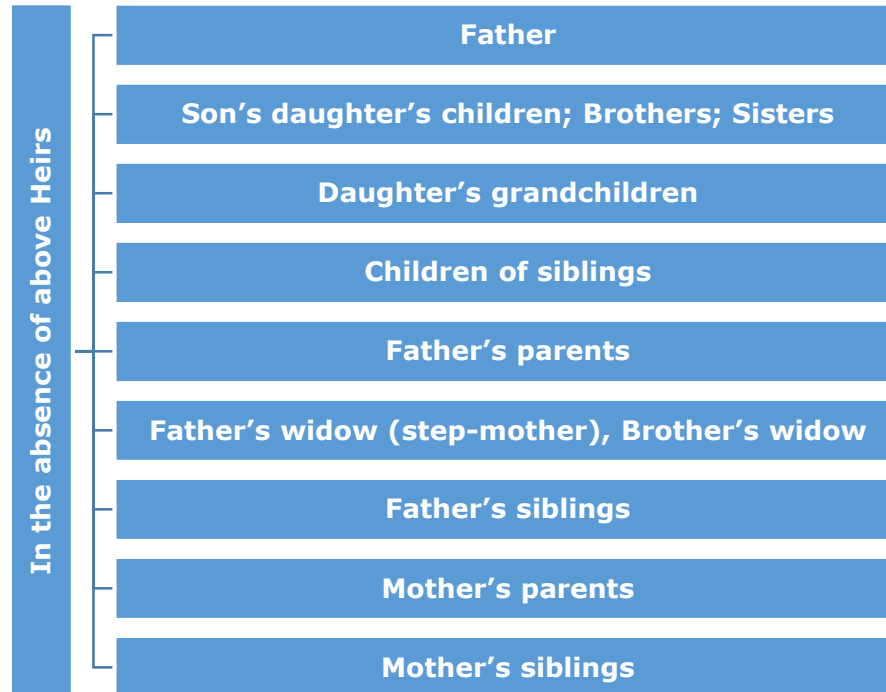 In the absence of above Heirs
Father
Son’s daughter’s children; Brothers; Sisters
Daughter’s grandchildren
Children of siblings
Father’s parents
Father’s widow (step-mother), Brother’s widow
Father’s siblings
Mother’s parents
Mother’s siblings